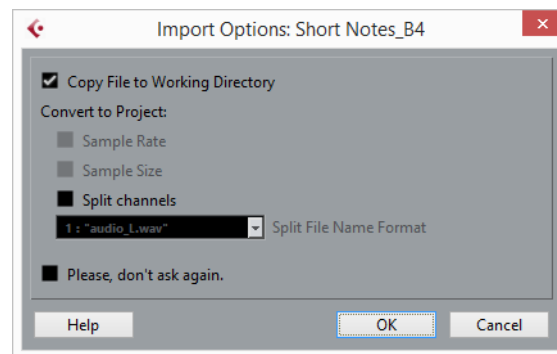 Import Options: Short Notes_B4
Copy File to Working Directory
Convert to Project:
Sample Rate
Sample Size
Split channels
1 : "audio_L.wav" Split File Name Format
Please, don't ask again.
Help OK Cancel